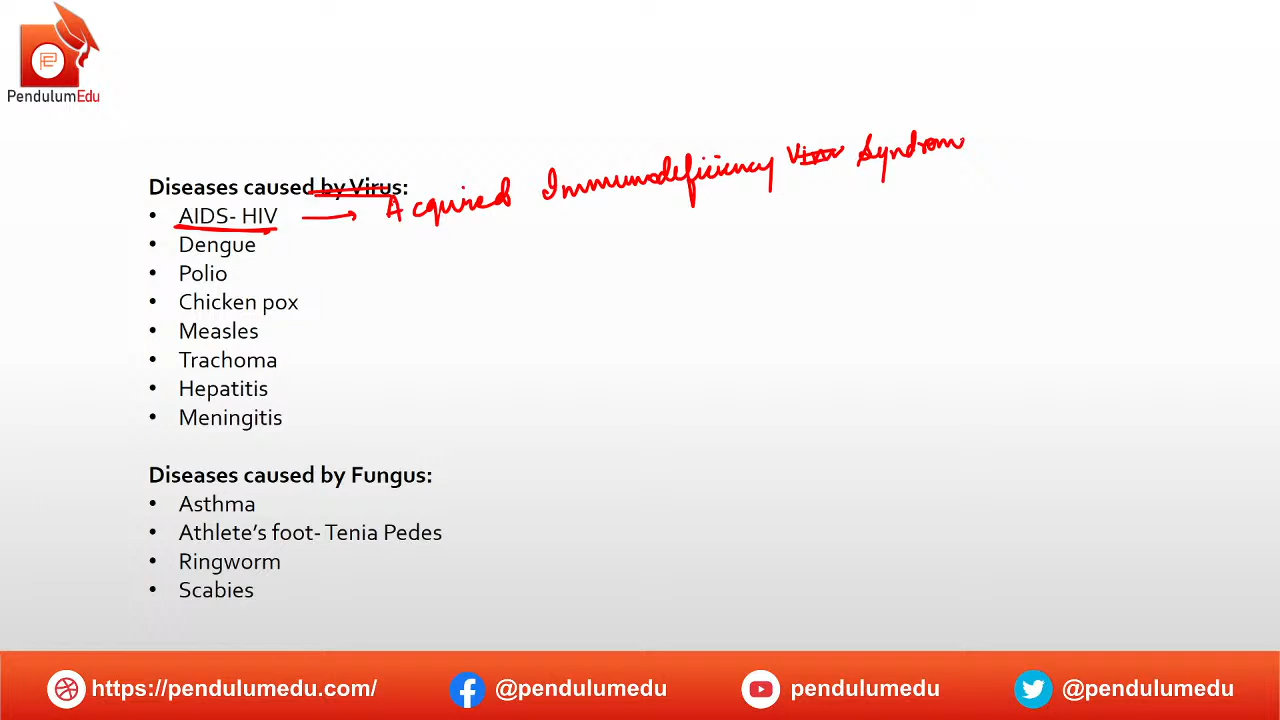 PendulumEdu
Acquired Immunodeficiency Syndrom
Diseases caused by Virus:
• AIDS- HIV
• Dengue
• Polio
• Chicken pox
• Measles
• Trachoma
• Hepatitis
• Meningitis
Diseases caused by Fungus:
• Asthma
• Athlete's foot- Tenia Pedes
• Ringworm
• Scabies
https://pendulumedu.com/ @pendulumedu pendulumedu @pendulumedu